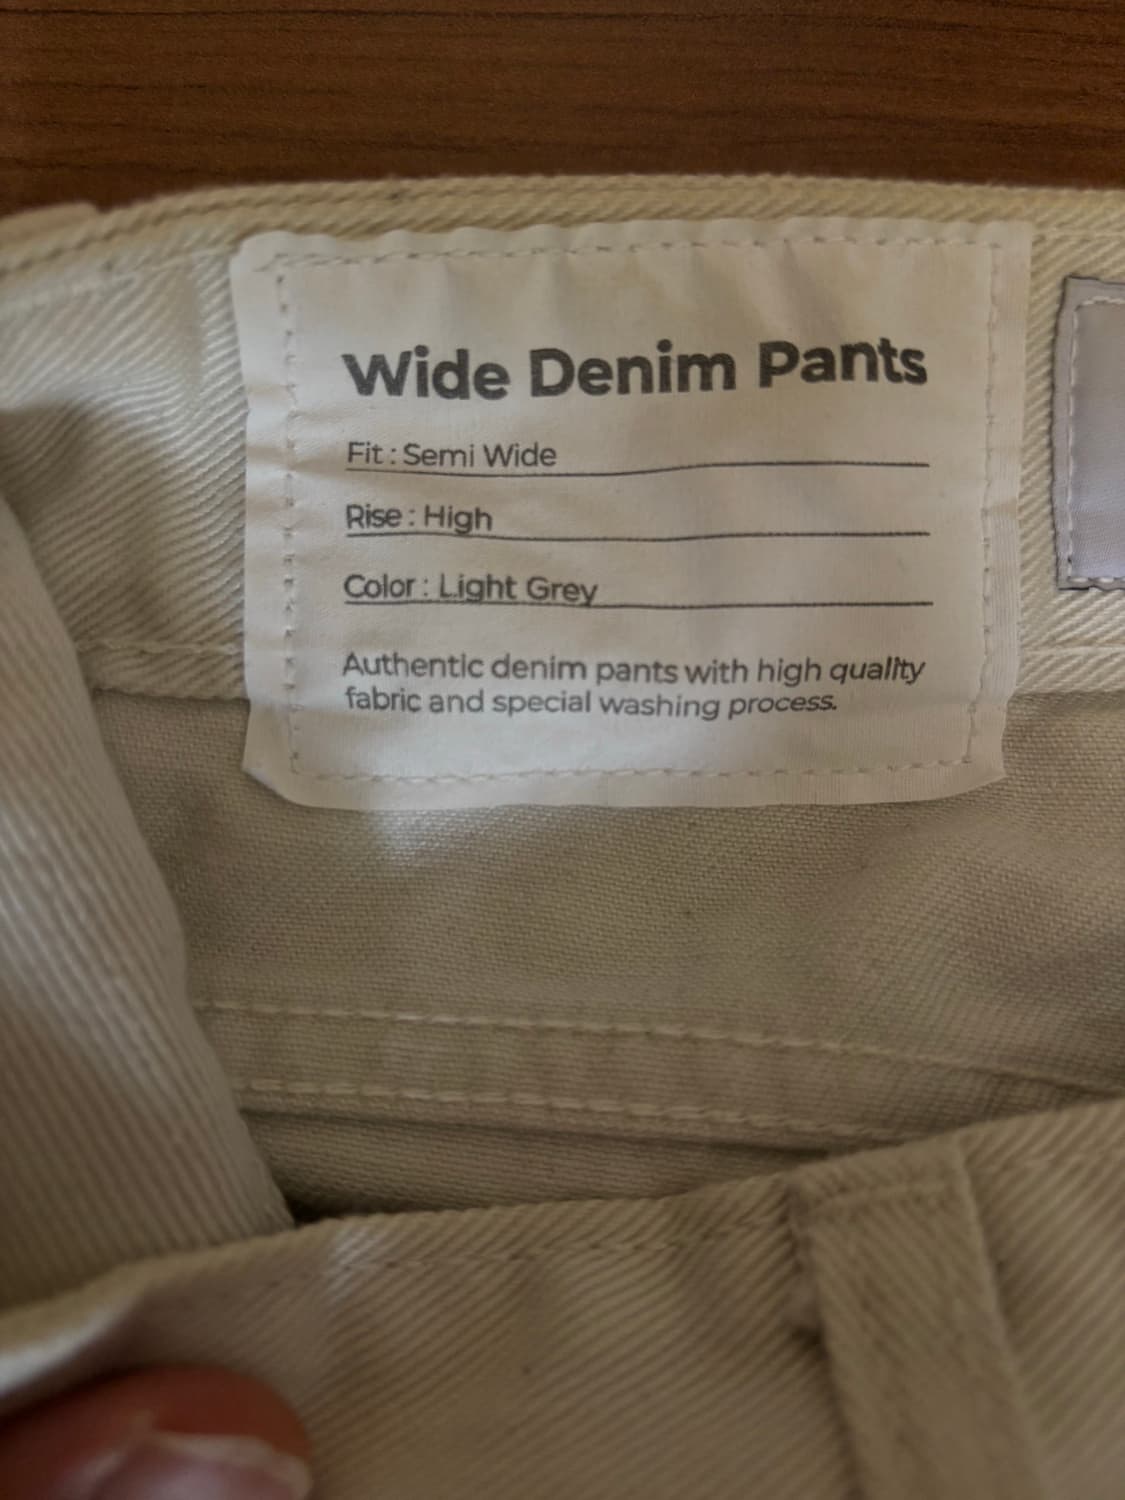 Wide Denim Pants
Fit : Semi Wide
Rise : High
Color : Light Grey
Authentic denim pants with high quality
fabric and special washing process.